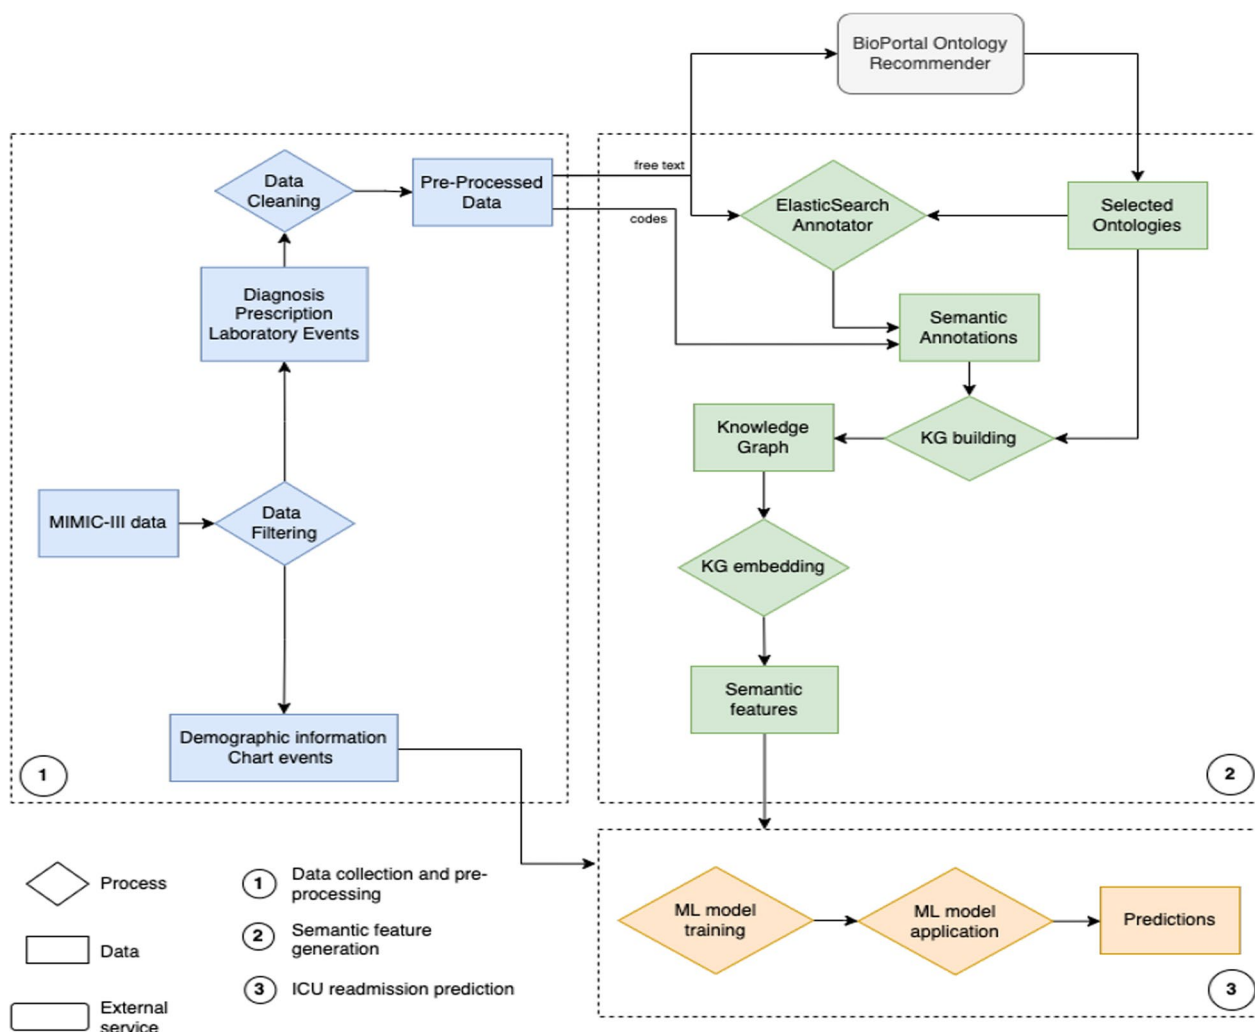 BioPortal Ontology
Recommender
Data
Cleaning
Pre-Processed
Data
free text
codes
ElasticSearch
Annotator
Selected
Ontologies
Diagnosis
Prescription
Laboratory Events
Semantic
Annotations
Knowledge
Graph
KG building
MIMIC-III data
Data
Filtering
KG embedding
Semantic
features
Demographic information
Chart events
1
2
ML model
training
ML model
application
Predictions
3
Process
Data
External
service
1
Data collection and pre-
processing
2
Semantic feature
generation
3
ICU readmission prediction